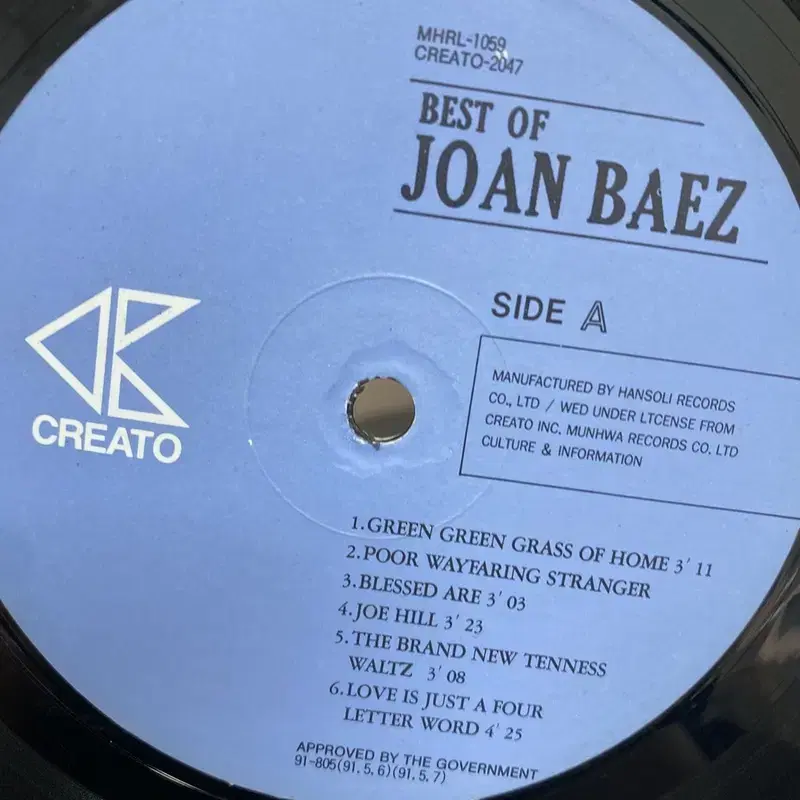 MHRL-1059
CREATO-2047
BEST OF
JOAN BAEZ
SIDE A
MANUFACTURED BY HANSOLI RECORDS
CO., LTD / WED UNDER LTCENSE FROM
CREATO INC. MUNHWA RECORDS CO. LTD
CULTURE & INFORMATION
CREATO
1.GREEN GREEN GRASS OF HOME 3' 11
2.POOR WAYFARING STRANGER
3.BLESSED ARE 3' 03
4.JOE HILL 3' 23
5.THE BRAND NEW TENNESS
WALTZ 3' 08
6.LOVE IS JUST A FOUR
LETTER WORD 4' 25
APPROVED BY THE GOVERNMENT
91-805(91.5,6)(91.5.7)